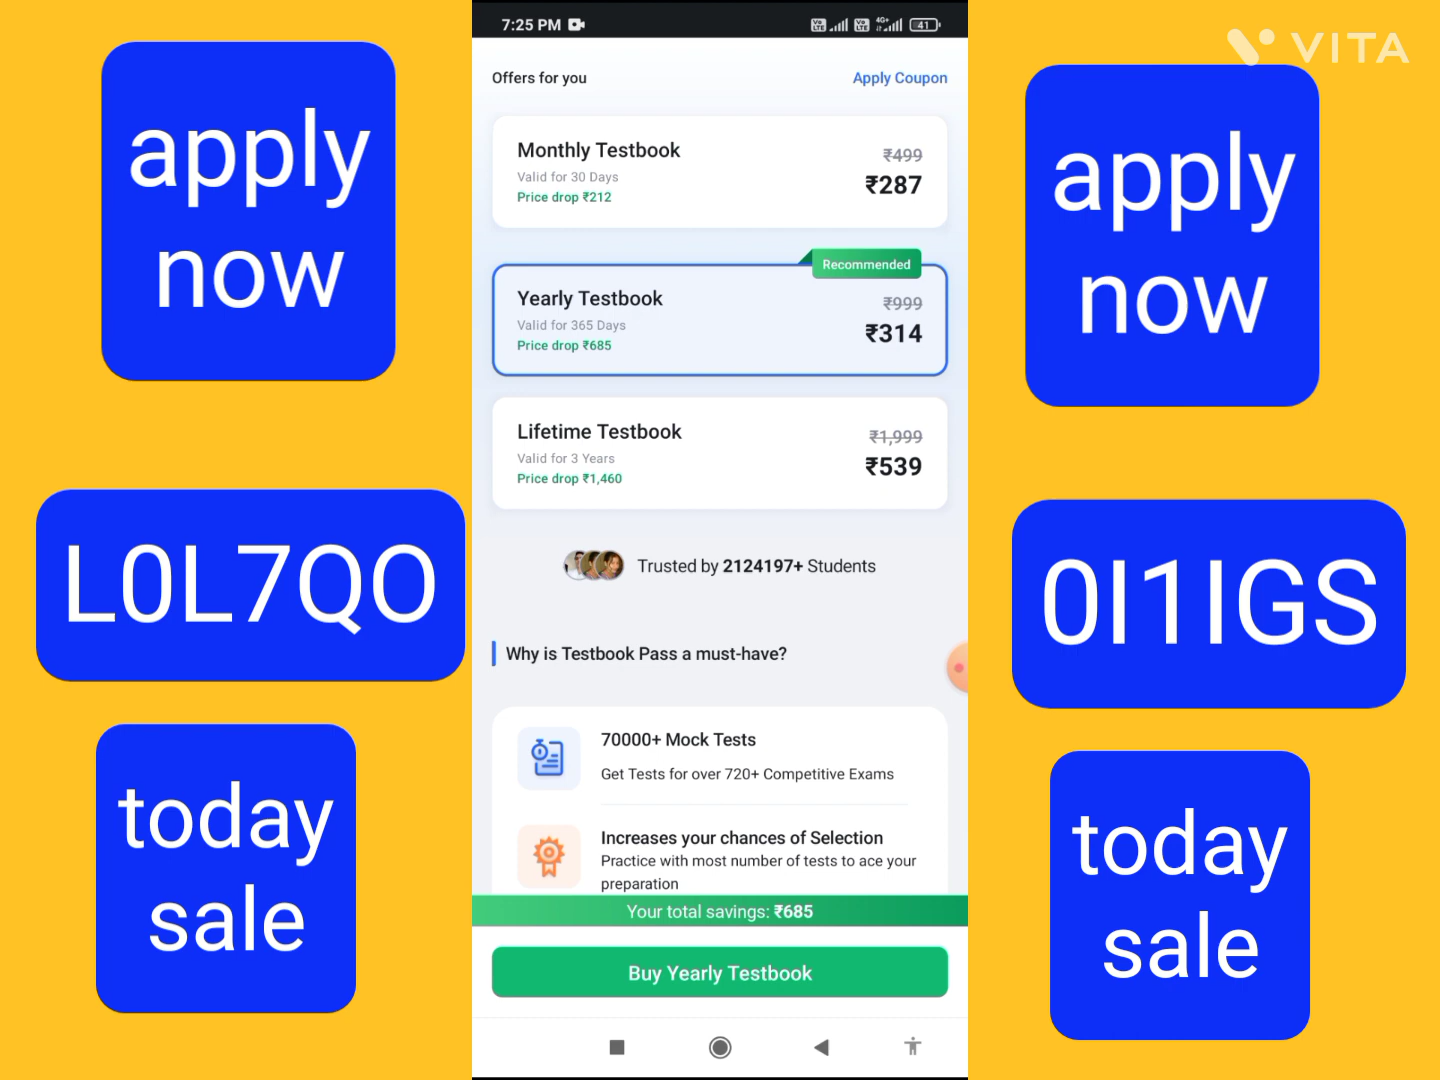 apply
now
L0L7QO
today
sale
7:25 PM
4G+
41
Offers for you
Apply Coupon
Monthly Testbook
₹499
Valid for 30 Days
₹287
Price drop ₹212
Recommended
Yearly Testbook
₹999
Valid for 365 Days
₹314
Price drop ₹685
Lifetime Testbook
₹1,999
Valid for 3 Years
₹539
Price drop ₹1,460
Trusted by 2124197+ Students
Why is Testbook Pass a must-have?
70000+ Mock Tests
Get Tests for over 720+ Competitive Exams
Increases your chances of Selection
Practice with most number of tests to ace your
preparation
Your total savings: ₹685
Buy Yearly Testbook
VITA
apply
now
0I1IGS
today
sale